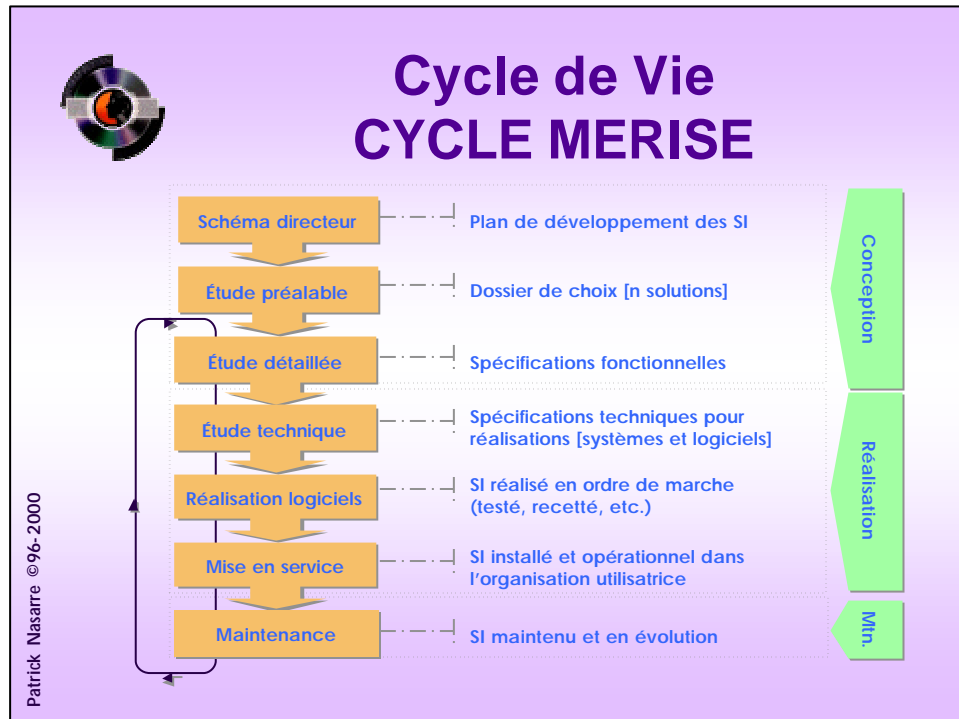 Cycle de Vie
CYCLE MERISE
Schéma directeur
Plan de développement des SI
Étude préalable
Dossier de choix [n solutions]
Étude détaillée
Spécifications fonctionnelles
Étude technique
Spécifications techniques pour
réalisations [systèmes et logiciels]
Réalisation logiciels
SI réalisé en ordre de marche
(testé, recetté, etc.)
Mise en service
SI installé et opérationnel dans
l'organisation utilisatrice
Maintenance
SI maintenu et en évolution
Conception
Réalisation
Mtn.
Patrick Nasarre ©96-2000